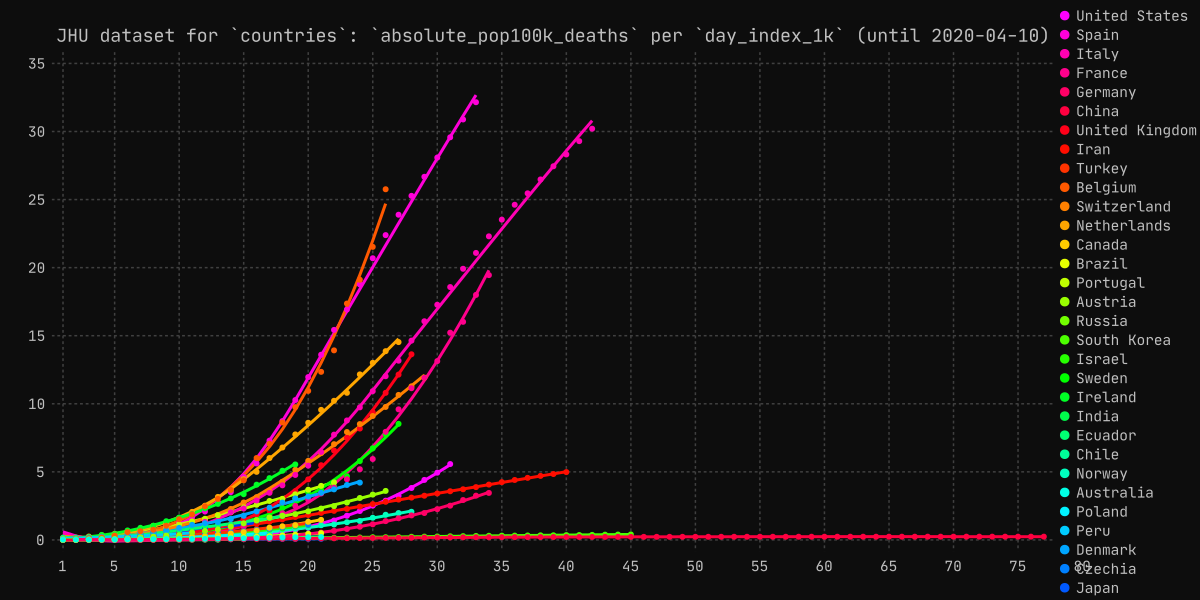 JHU dataset for `countries`: `absolute_pop100k_deaths` per `day_index_1k` (until 2020-04-10)
35
30
25
20
15
10
5
0
1 5 10 15 20 25 30 35 40 45 50 55 60 65 70 75 80
United States
Spain
Italy
France
Germany
China
United Kingdom
Iran
Turkey
Belgium
Switzerland
Netherlands
Canada
Brazil
Portugal
Austria
Russia
South Korea
Israel
Sweden
Ireland
India
Ecuador
Chile
Norway
Australia
Poland
Peru
Denmark
Czechia
Japan